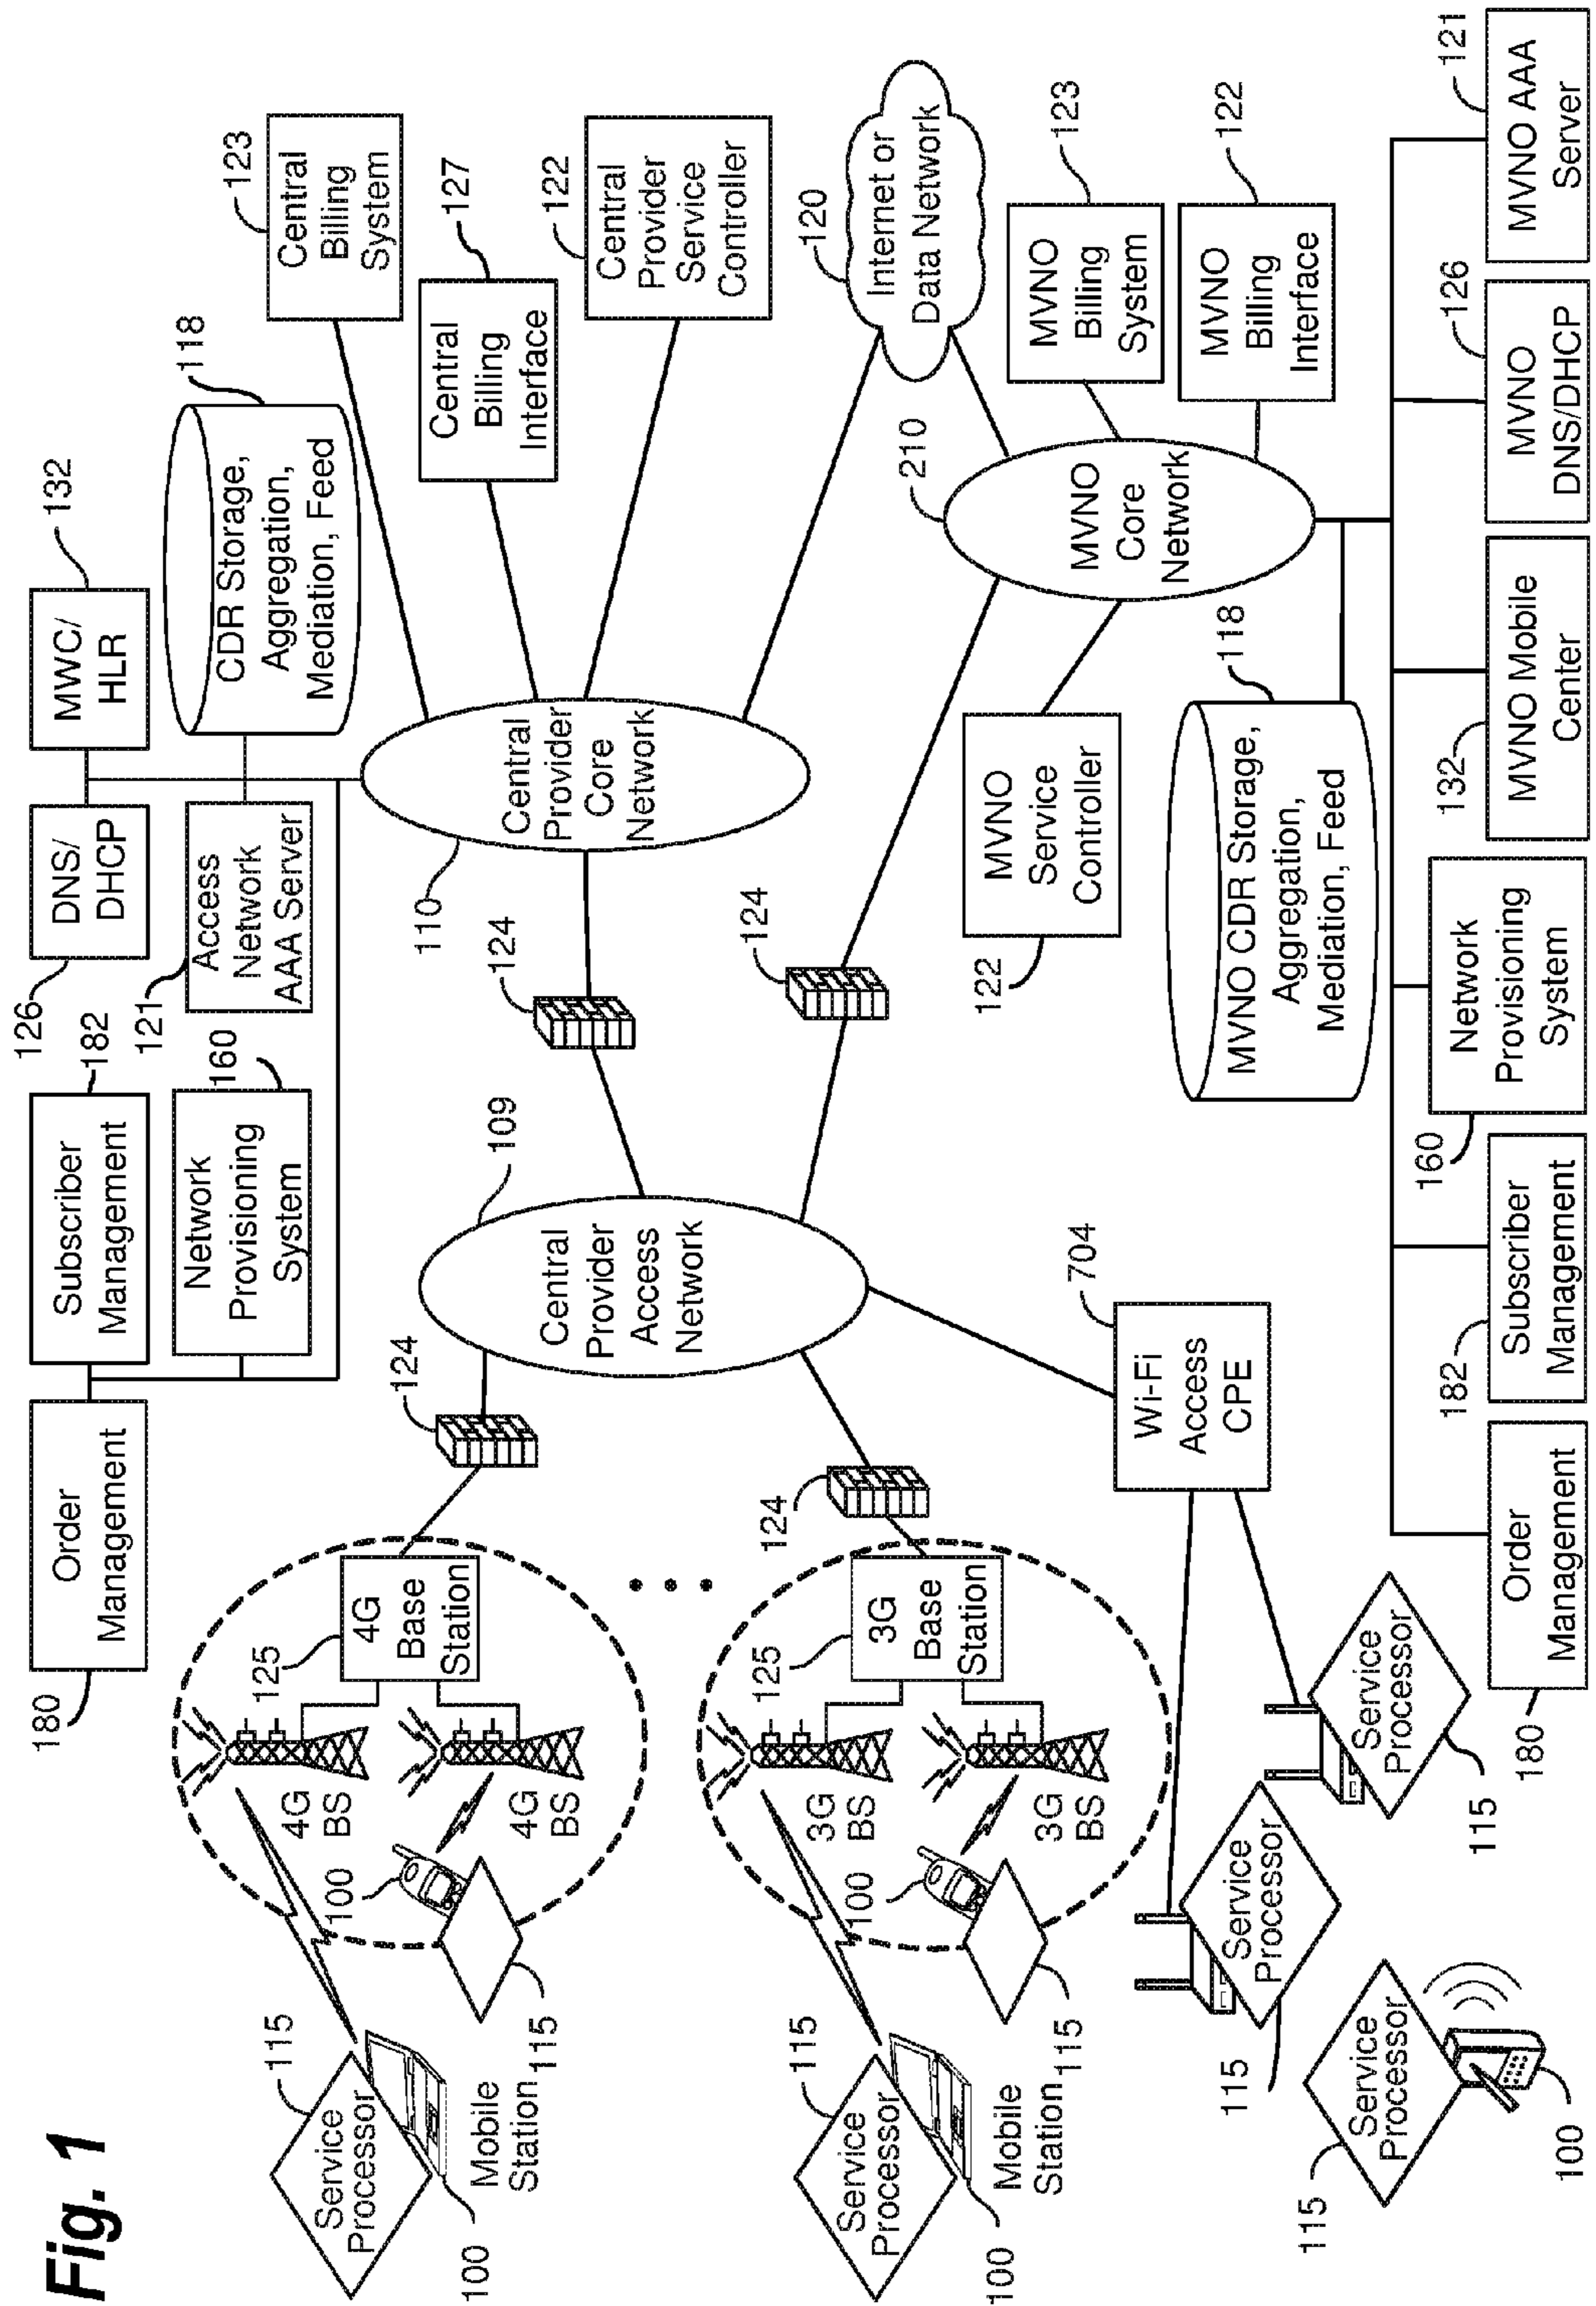 Fig. 1
180
Order
Management
Subscriber
Management
182
126
DNS/
DHCP
MWC/
HLR
132
Network
Provisioning
System
160
121
Access
Network
AAA Server
CDR Storage,
Aggregation,
Mediation, Feed
118
Central
Billing
System
123
Central
Billing
Interface
127
Central
Provider
Service
Controller
122
Central
Provider
Core
Network
110
124
Central
Provider
Access
Network
109
124
4G
Base
Station
125
4G
BS
4G
BS
100
115
Service
Processor
115
Mobile
Station
100
124
Internet or
Data Network
120
MVNO
Core
Network
210
MVNO
Billing
System
123
MVNO
Billing
Interface
122
MVNO
Service
Controller
122
MVNO CDR Storage,
Aggregation,
Mediation, Feed
118
124
3G
Base
Station
125
3G
BS
3G
BS
100
115
Service
Processor
115
Mobile
Station
100
Wi-Fi
Access
CPE
704
Service
Processor
115
Service
Processor
115
Service
Processor
115
100
180
Order
Management
182
Subscriber
Management
160
Network
Provisioning
System
132
MVNO Mobile
Center
MVNO
DNS/DHCP
126
MVNO AAA
Server
121